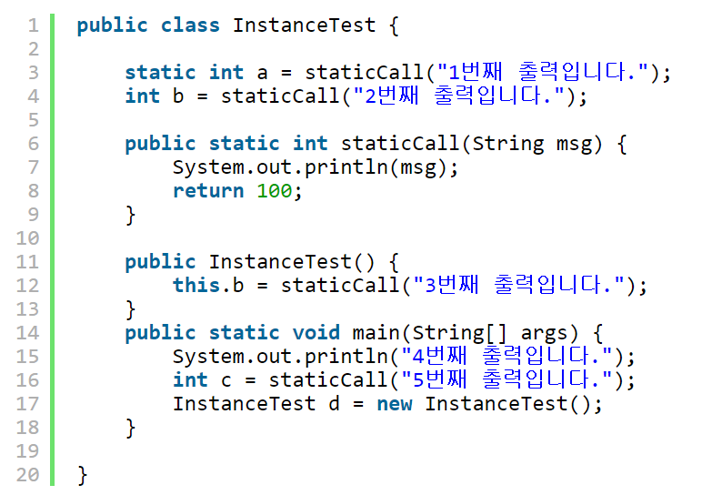 1 public class InstanceTest {
2
3 static int a = staticCall("1번째 출력입니다.");
4 int b = staticCall("2번째 출력입니다.");
5
6 public static int staticCall(String msg) {
7 System.out.println(msg);
8 return 100;
9 }
10
11 public InstanceTest() {
12 this.b = staticCall("3번째 출력입니다.");
13 }
14 public static void main(String[] args) {
15 System.out.println("4번째 출력입니다.");
16 int c = staticCall("5번째 출력입니다.");
17 InstanceTest d = new InstanceTest();
18 }
19
20 }